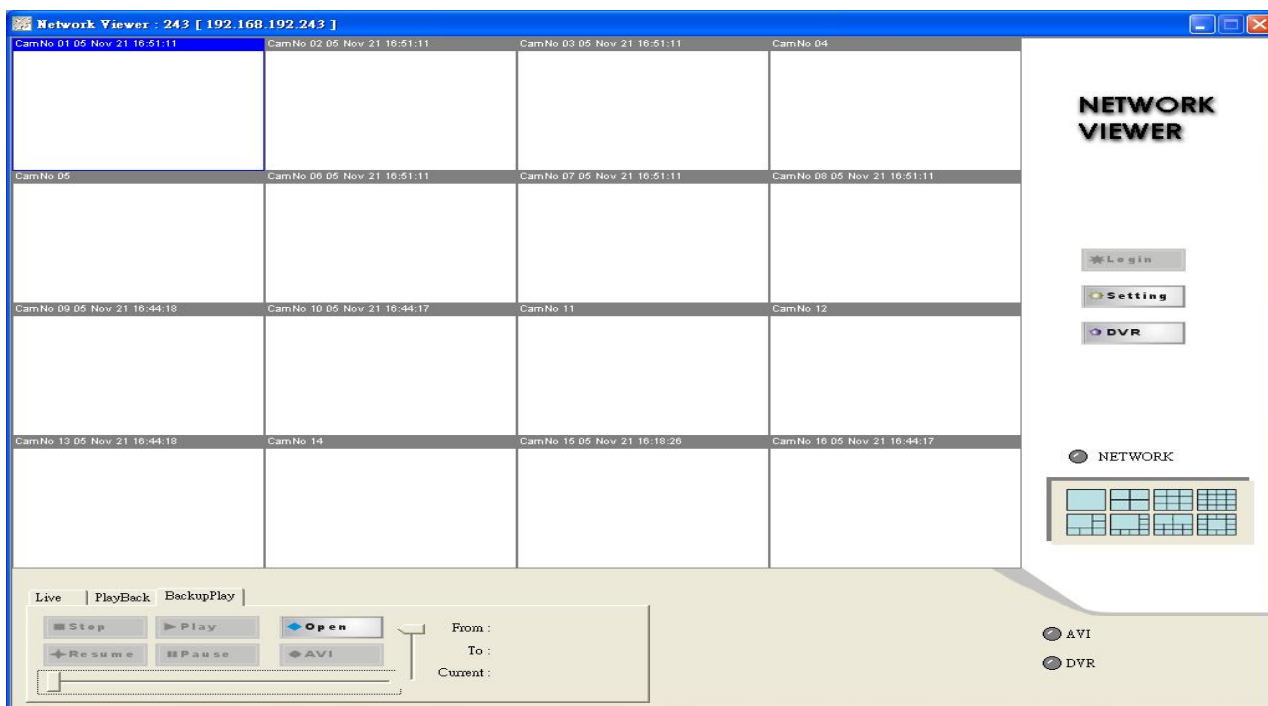 Network Viewer : 243 [ 192.168.192.243 ]
CamNo 01 05 Nov 21 16:51:11
CamNo 02 05 Nov 21 16:51:11
CamNo 03 05 Nov 21 16:51:11
CamNo 04
CamNo 05
CamNo 06 05 Nov 21 16:51:11
CamNo 07 05 Nov 21 16:51:11
CamNo 08 05 Nov 21 16:51:11
CamNo 09 05 Nov 21 16:44:18
CamNo 10 05 Nov 21 16:44:17
CamNo 11
CamNo 12
CamNo 13 05 Nov 21 16:44:18
CamNo 14
CamNo 15 05 Nov 21 16:18:26
CamNo 16 05 Nov 21 16:44:17
NETWORK
VIEWER
Login
Setting
DVR
NETWORK
Live
PlayBack
BackupPlay
Stop
Play
Open
Resume
Pause
AVI
From :
To :
Current :
AVI
DVR